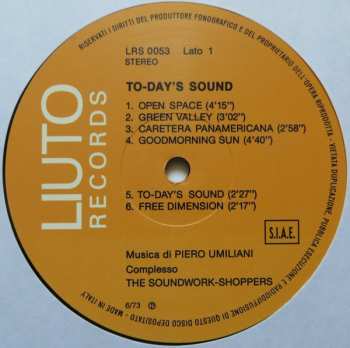 RISERVATI I DIRITTI DEL PRODUTTORE FONOGRAFICO E DEL PROPRIETARIO DELL'OPERA RIPRODOTTA - VIETATA DUPLICAZIONE, PUBBLICA ESECUZIONE E RADIODIFFUSIONE DI QUESTO DISCO DEPOSITATO - MADE IN ITALY
LIUTO
RECORDS
LRS 0053 Lato 1
STEREO
TO-DAY'S SOUND
1. OPEN SPACE (4'15")
2. GREEN VALLEY (3'02")
3. CARETERA PANAMERICANA (2'58")
4. GOODMORNING SUN (4'40")
5. TO-DAY'S SOUND (2'27")
6. FREE DIMENSION (2'17")
S.I.A.E.
Musica di PIERO UMILIANI
Complesso
THE SOUNDWORK-SHOPPERS
6/73 Ⓟ